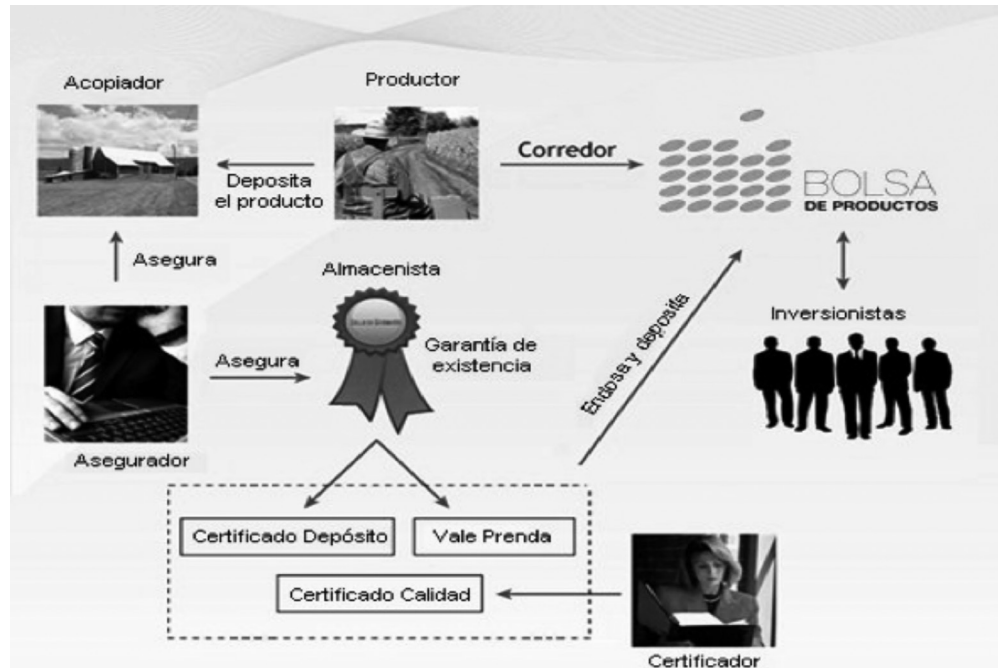 Acopiador
Productor
Corredor
Deposita
el producto
BOLSA
DE PRODUCTOS
Asegura
Almacenista
Inversionistas
Asegura
Garantía de
existencia
Endosa y deposita
Asegurador
Certificado Depósito
Vale Prenda
Certificado Calidad
Certificador